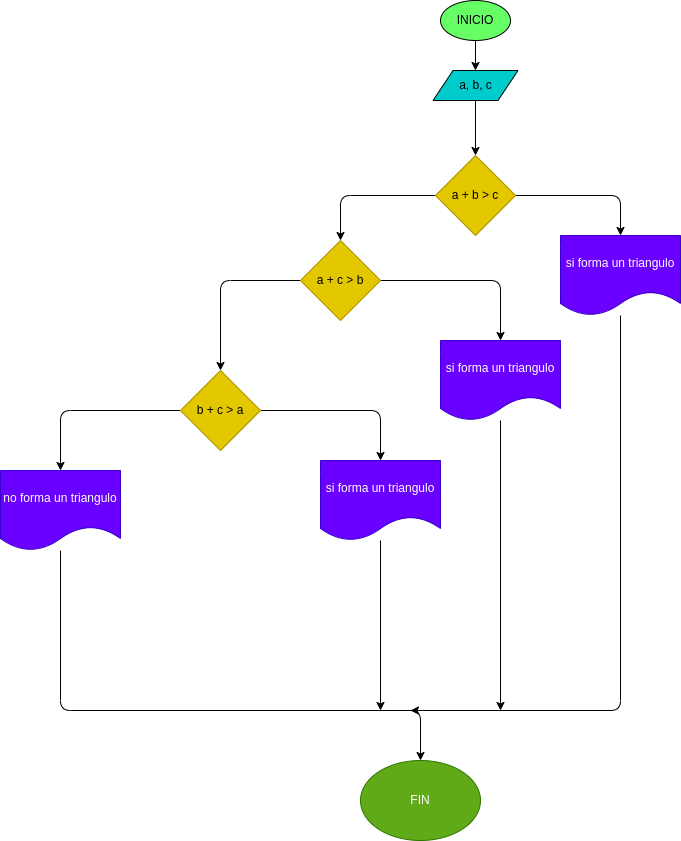 INICIO
a, b, c
a + b > c
si forma un triangulo
a + c > b
si forma un triangulo
b + c > a
no forma un triangulo
si forma un triangulo
FIN